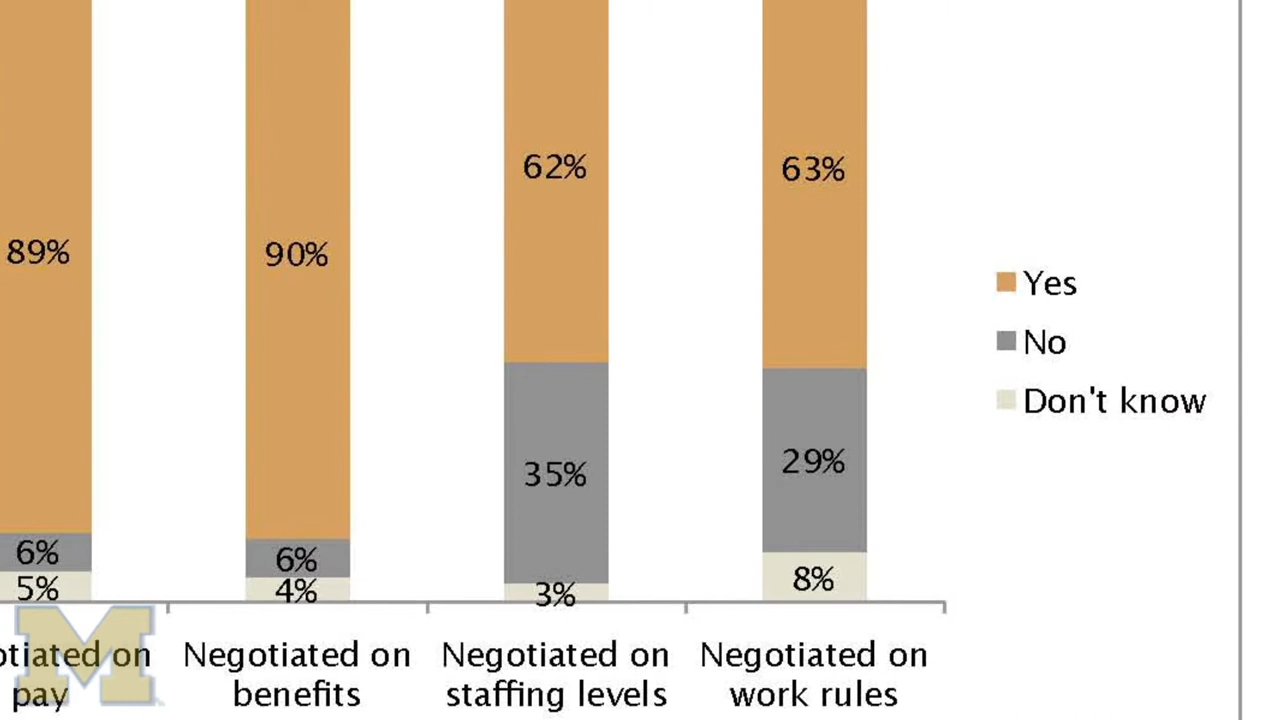 62%
63%
89%
90%
Yes
No
Don't know
35%
29%
6%
6%
5%
4%
3%
8%
otiated on
pay
Negotiated on
benefits
Negotiated on
staffing levels
Negotiated on
work rules
M